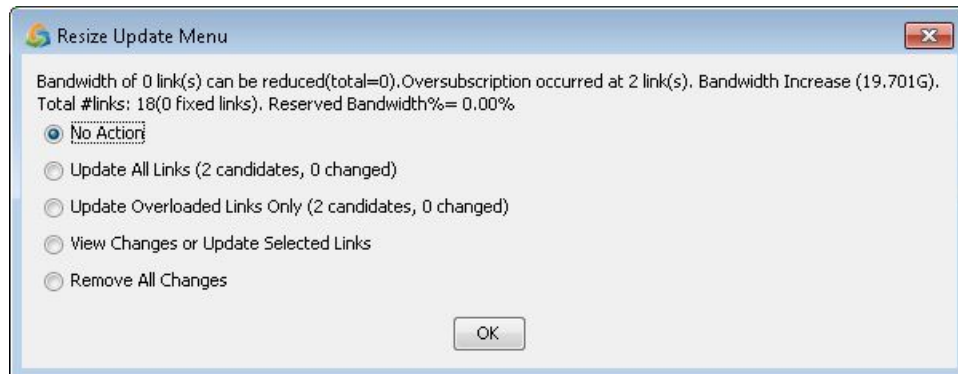 Resize Update Menu
Bandwidth of 0 link(s) can be reduced(total=0).Oversubscription occurred at 2 link(s). Bandwidth Increase (19.701G).
Total #links: 18(0 fixed links). Reserved Bandwidth%= 0.00%
No Action
Update All Links (2 candidates, 0 changed)
Update Overloaded Links Only (2 candidates, 0 changed)
View Changes or Update Selected Links
Remove All Changes
OK